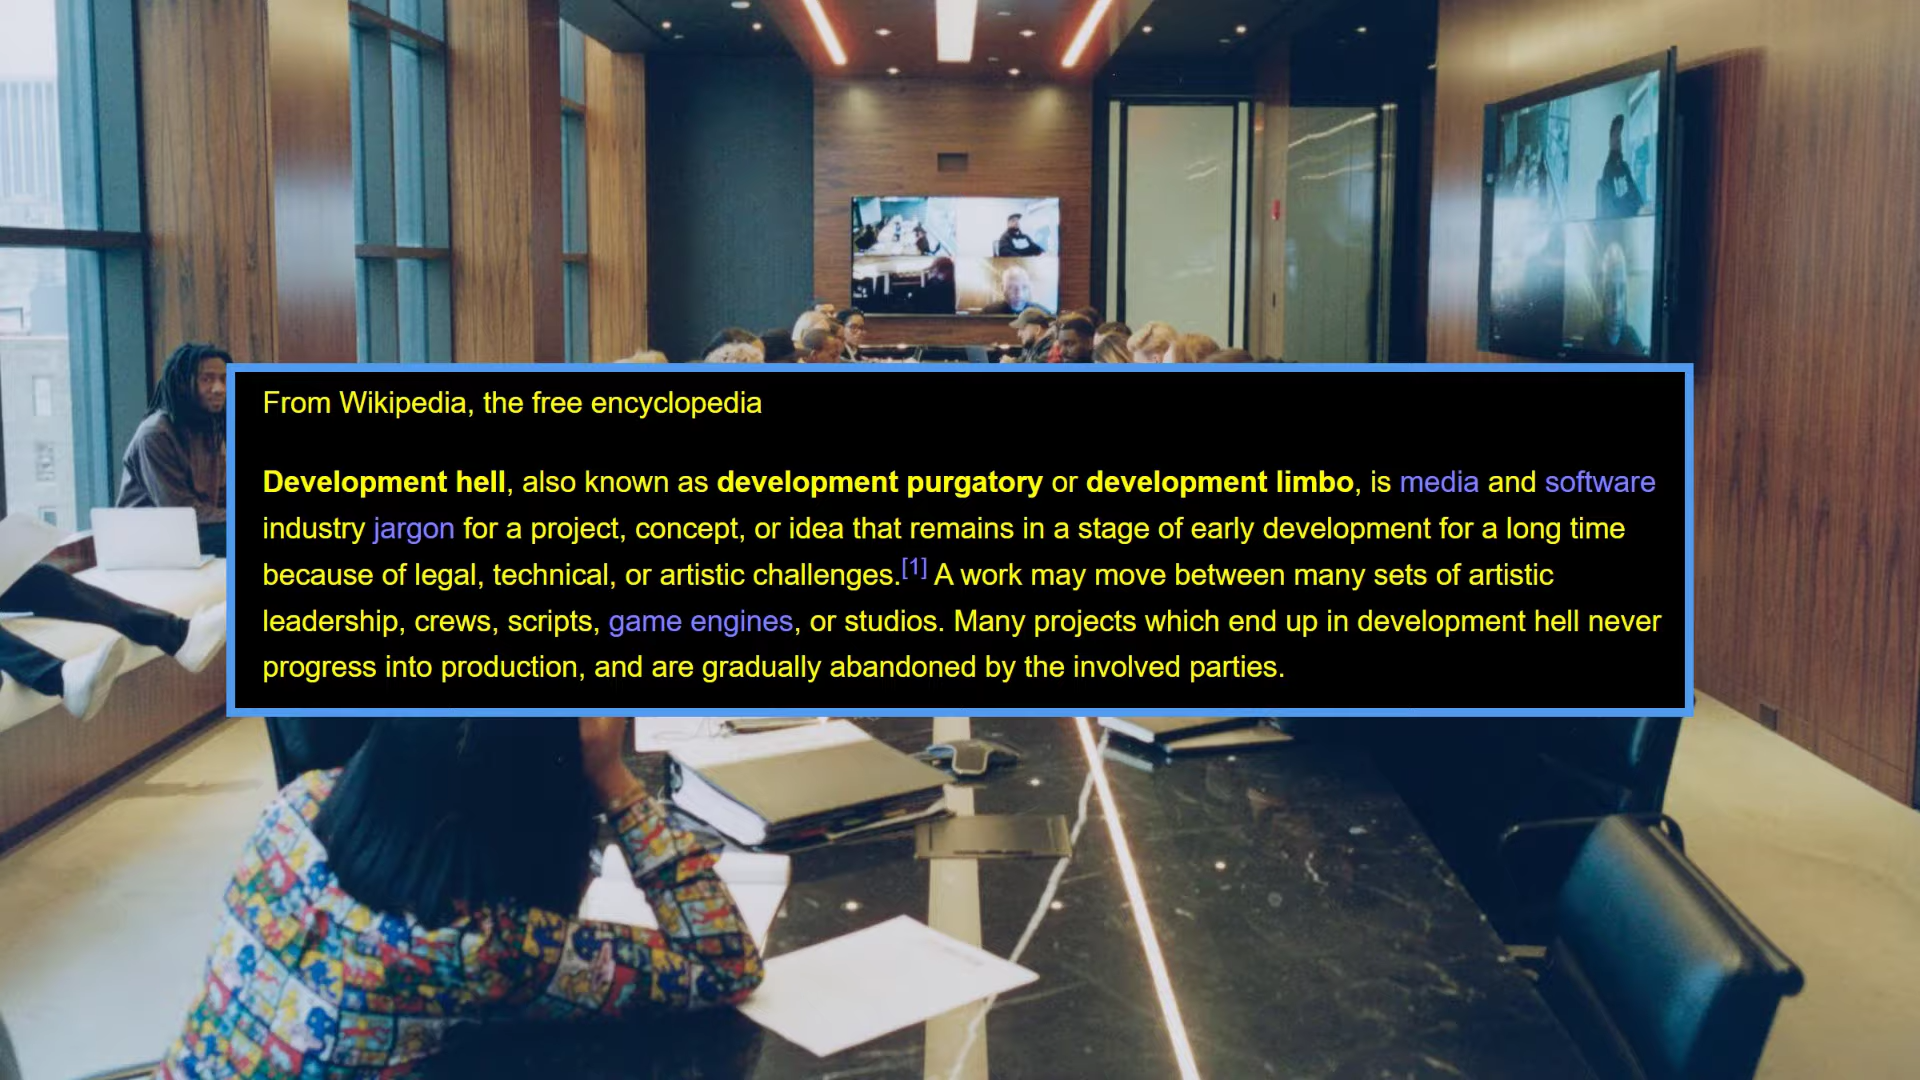 From Wikipedia, the free encyclopedia
Development hell, also known as development purgatory or development limbo, is media and software
industry jargon for a project, concept, or idea that remains in a stage of early development for a long time
because of legal, technical, or artistic challenges.[1] A work may move between many sets of artistic
leadership, crews, scripts, game engines, or studios. Many projects which end up in development hell never
progress into production, and are gradually abandoned by the involved parties.